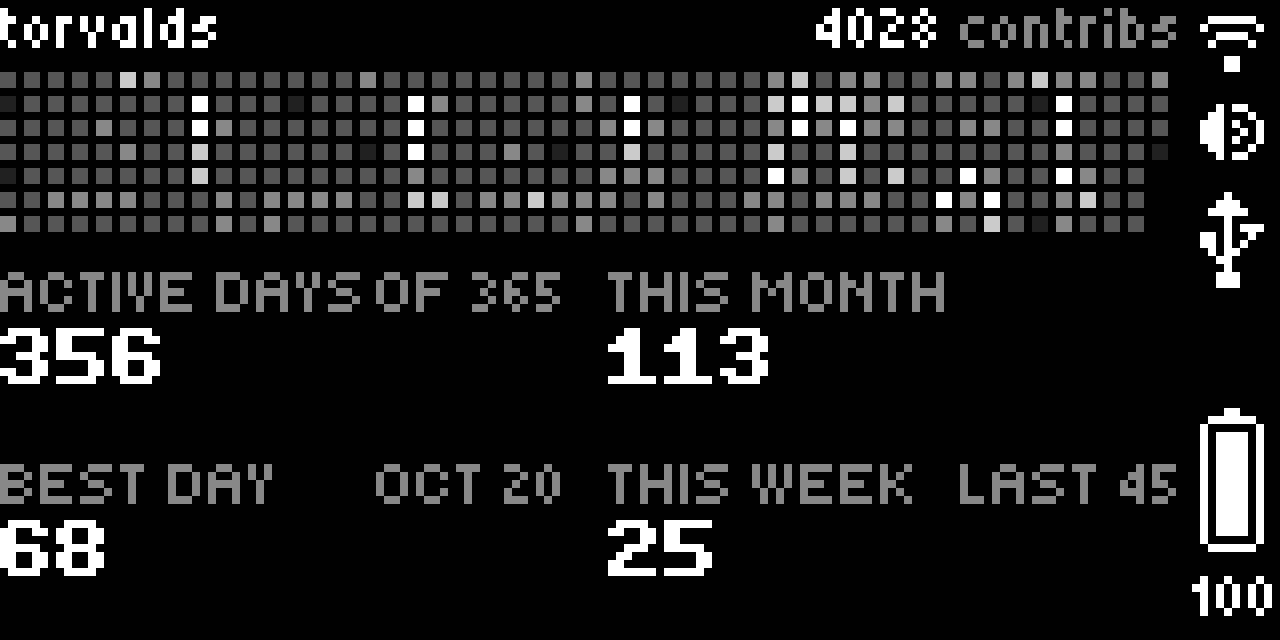 torvalds 4028 contribs
ACTIVE DAYS OF 365 THIS MONTH
356 113
BEST DAY OCT 20 THIS WEEK LAST 45
68 25
100